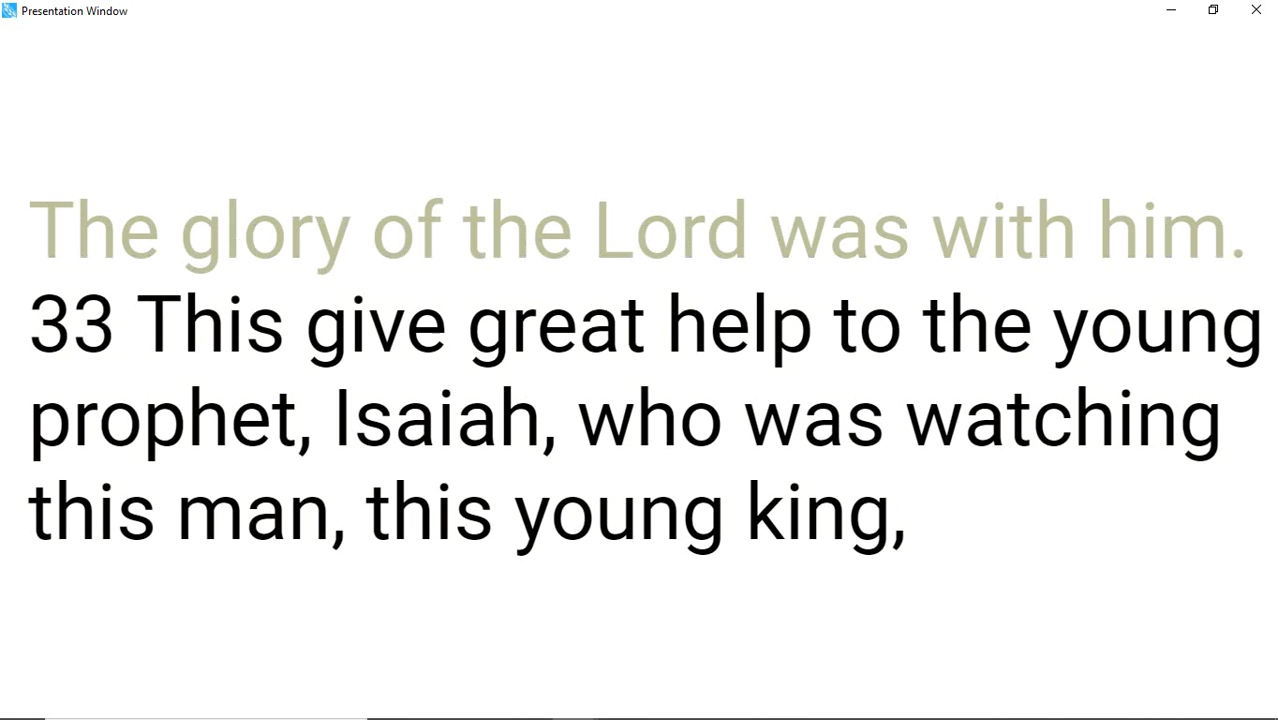 Presentation Window
The glory of the Lord was with him.
33 This give great help to the young
prophet, Isaiah, who was watching
this man, this young king,